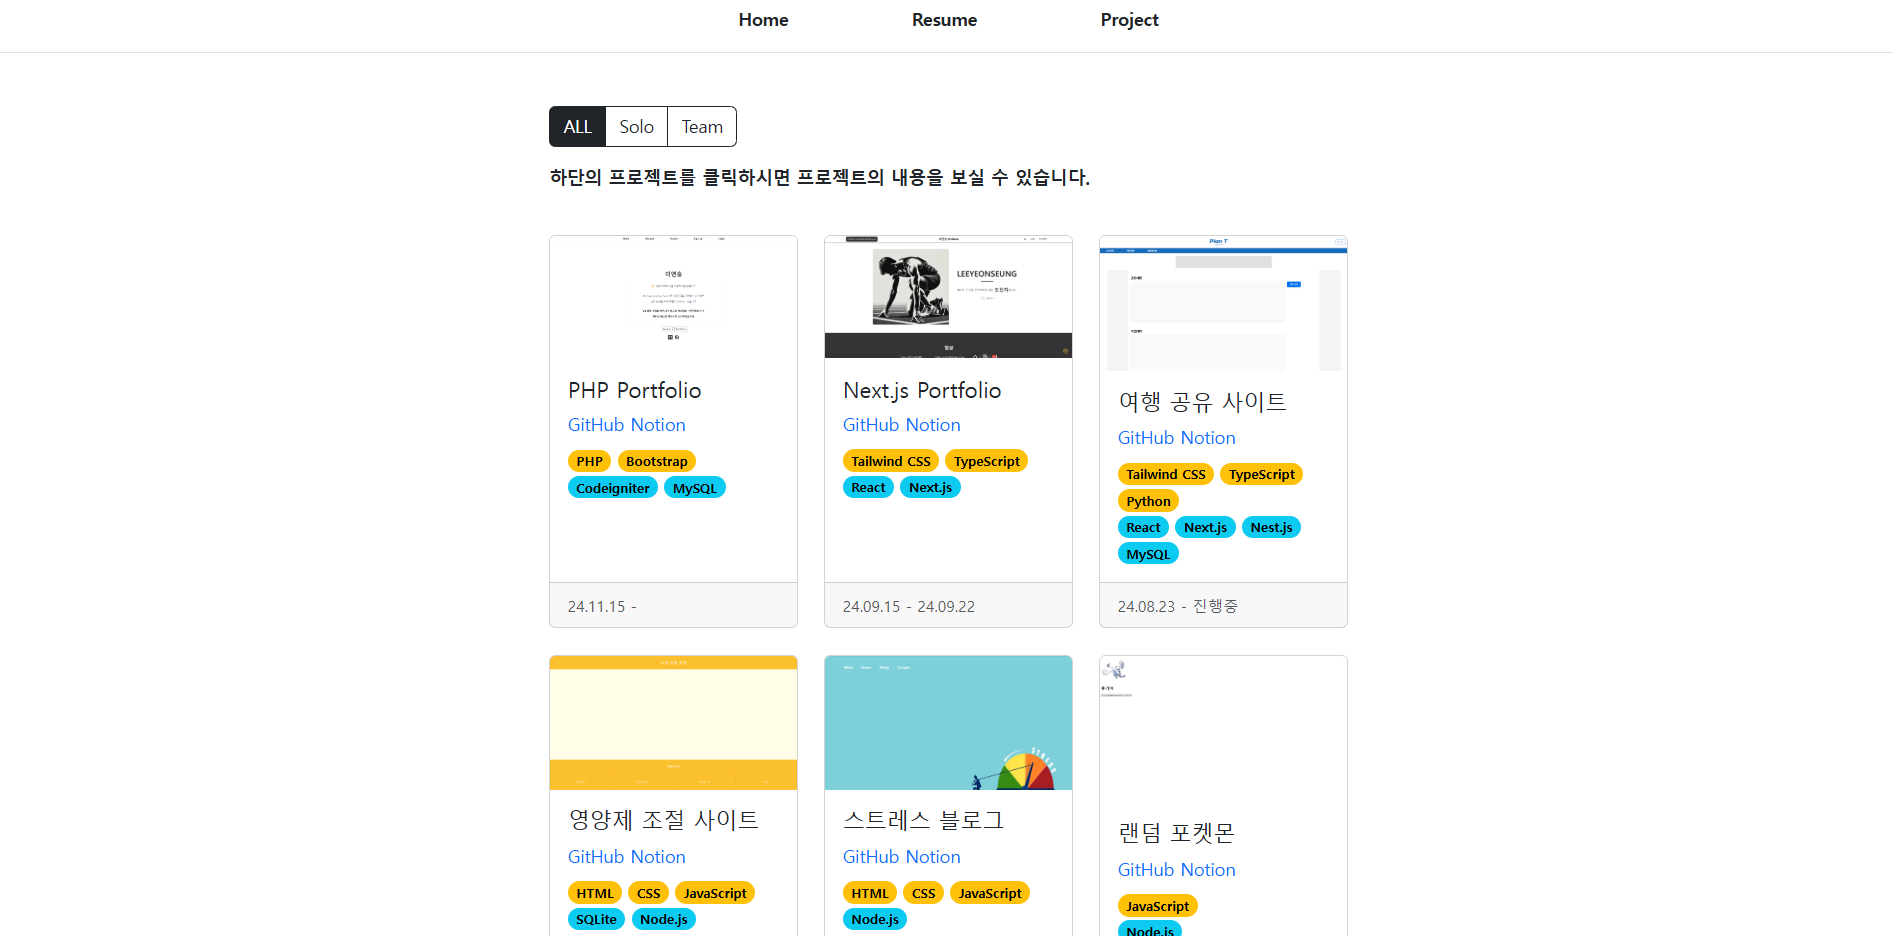 Home Resume Project
ALL Solo Team
하단의 프로젝트를 클릭하시면 프로젝트의 내용을 보실 수 있습니다.
이연승
PHP Portfolio
GitHub Notion
PHP Bootstrap
Codeigniter MySQL
24.11.15 -
LEEYEONSEUNG
정보
Next.js Portfolio
GitHub Notion
Tailwind CSS TypeScript
React Next.js
24.09.15 - 24.09.22
Plan T
여행 공유 사이트
GitHub Notion
Tailwind CSS TypeScript
Python
React Next.js Nest.js
MySQL
24.08.23 - 진행중
영양제 조절 사이트
GitHub Notion
HTML CSS JavaScript
SQLite Node.js
STRESS
스트레스 블로그
GitHub Notion
HTML CSS JavaScript
Node.js
랜덤 포켓몬
GitHub Notion
JavaScript
Node.js